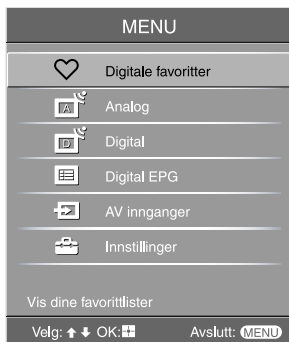 MENU
Digitale favoritter
A Analog
D Digital
Digital EPG
AV innganger
Innstillinger
Vis dine favorittlister
Velg: OK: Avslutt: MENU